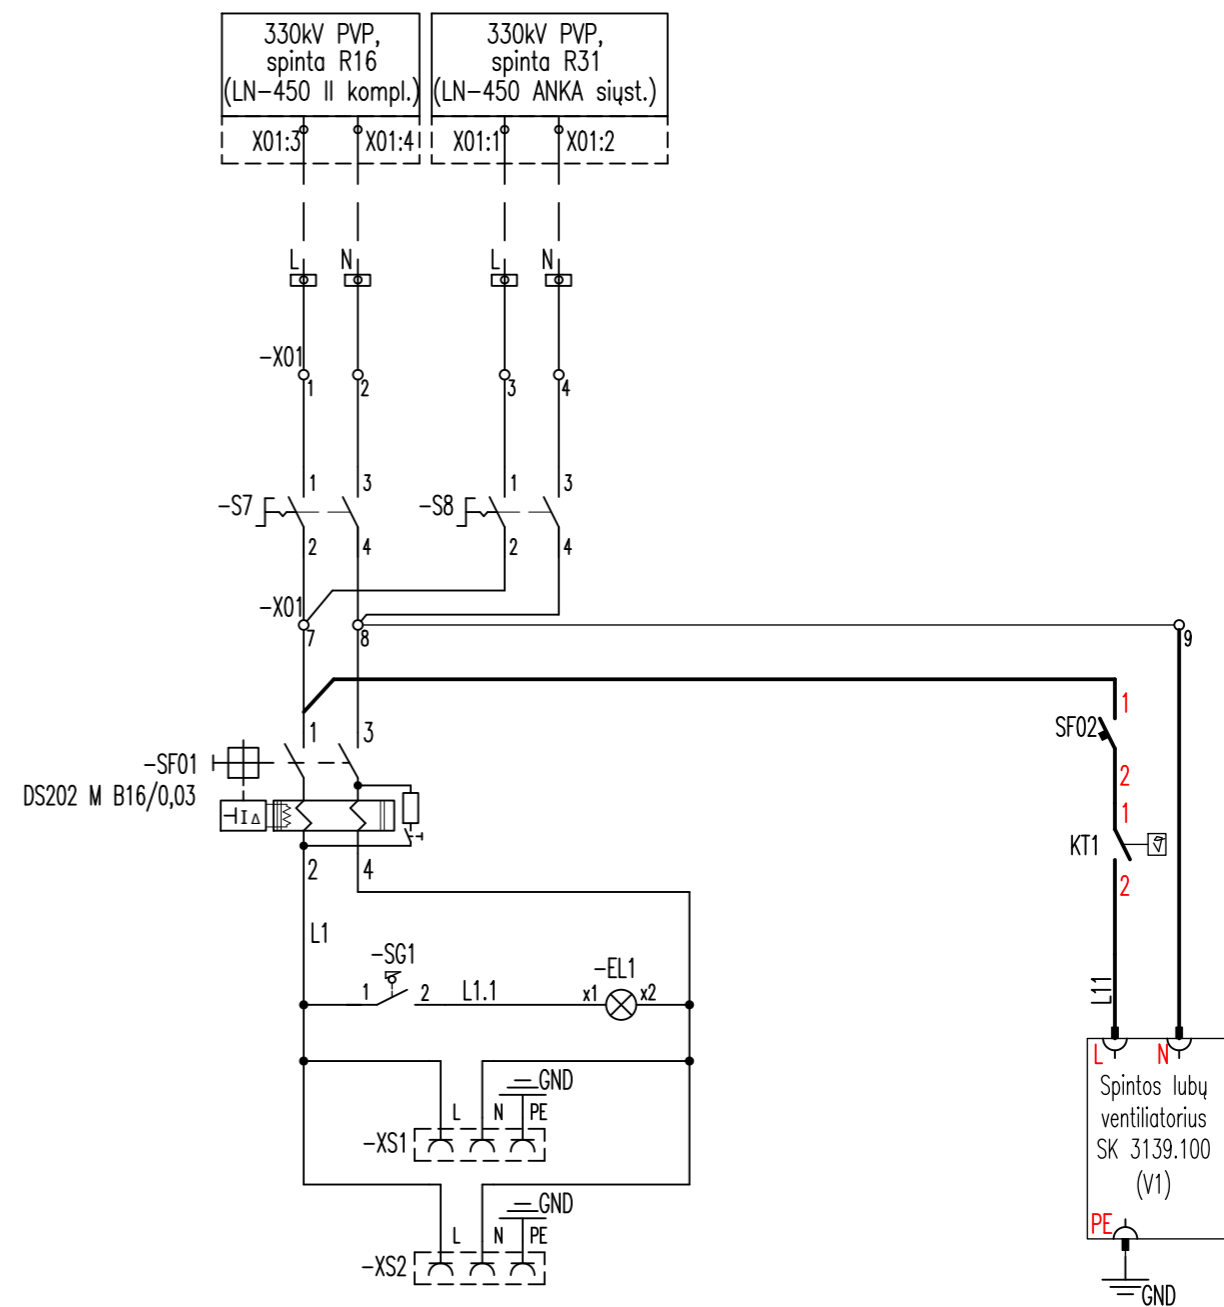 330kV PVP,
spinta R16
(LN-450 II kompl.)
330kV PVP,
spinta R31
(LN-450 ANKA siųst.)
X01:3
X01:4
X01:1
X01:2
L
N
L
N
-X01
1
2
3
4
-S7
1
3
2
4
-S8
1
3
2
4
-X01
7
8
9
1
3
-SF01
DS202 M B16/0,03
I Δ
2
4
SF02
1
2
KT1
1
2
L1
-SG1
1
2
L1.1
-EL1
x1
x2
L11
GND
L
N
PE
-XS1
GND
L
N
PE
-XS2
L
N
Spintos lubų
ventiliatorius
SK 3139.100
(V1)
PE
GND